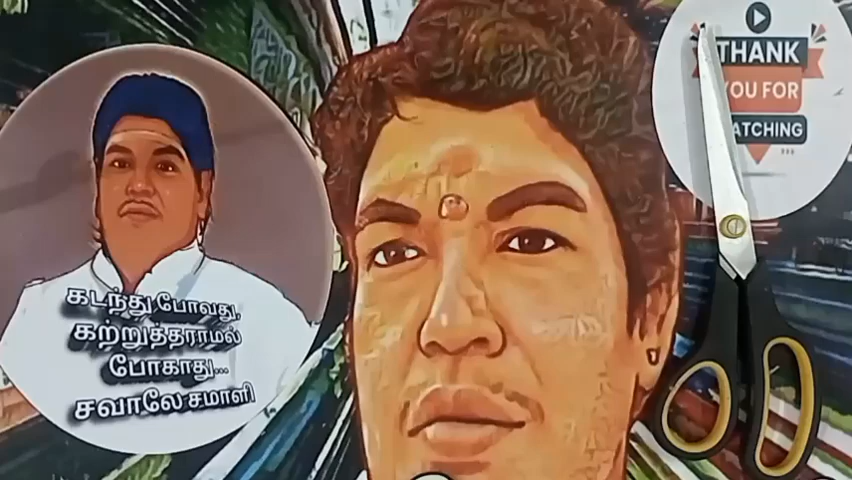 கடந்து போவது,
கற்றுத்தராமல்
போகாது...
சவாலே சமாளி
THANK
YOU FOR
WATCHING